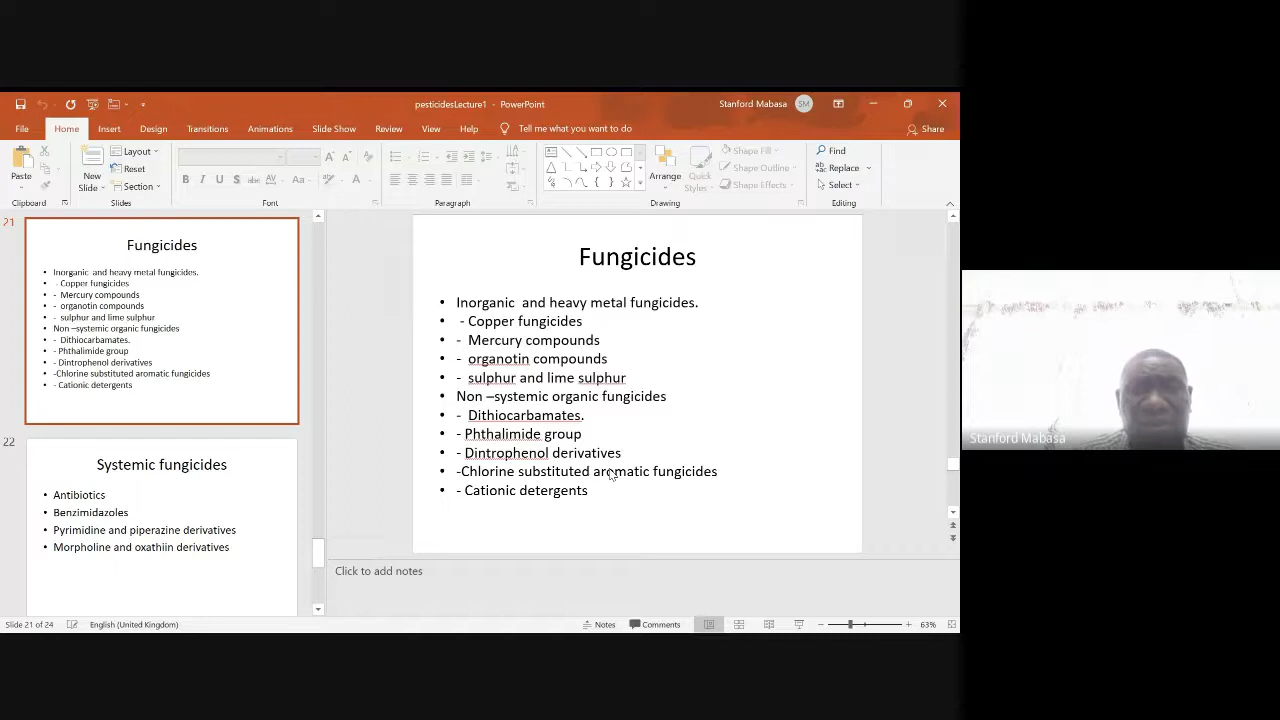 pesticidesLecture1 - PowerPoint
Stanford Mabasa
SM
File Home Insert Design Transitions Animations Slide Show Review View Help Tell me what you want to do
Share
Paste
New
Slide
Layout
Reset
Section
B I U S abc AV Aa A
Arrange
Quick
Styles
Shape Fill
Shape Outline
Shape Effects
Find
Replace
Select
Clipboard Slides Font Paragraph Drawing Editing
21
Fungicides
• Inorganic and heavy metal fungicides.
• - Copper fungicides
• - Mercury compounds
• - organotin compounds
• - sulphur and lime sulphur
• Non –systemic organic fungicides
• - Dithiocarbamates.
• - Phthalimide group
• - Dintrophenol derivatives
• -Chlorine substituted aromatic fungicides
• - Cationic detergents
22
Systemic fungicides
• Antibiotics
• Benzimidazoles
• Pyrimidine and piperazine derivatives
• Morpholine and oxathiin derivatives
Fungicides
• Inorganic and heavy metal fungicides.
• - Copper fungicides
• - Mercury compounds
• - organotin compounds
• - sulphur and lime sulphur
• Non –systemic organic fungicides
• - Dithiocarbamates.
• - Phthalimide group
• - Dintrophenol derivatives
• -Chlorine substituted aromatic fungicides
• - Cationic detergents
Click to add notes
Slide 21 of 24 English (United Kingdom) Notes Comments 63%
Stanford Mabasa